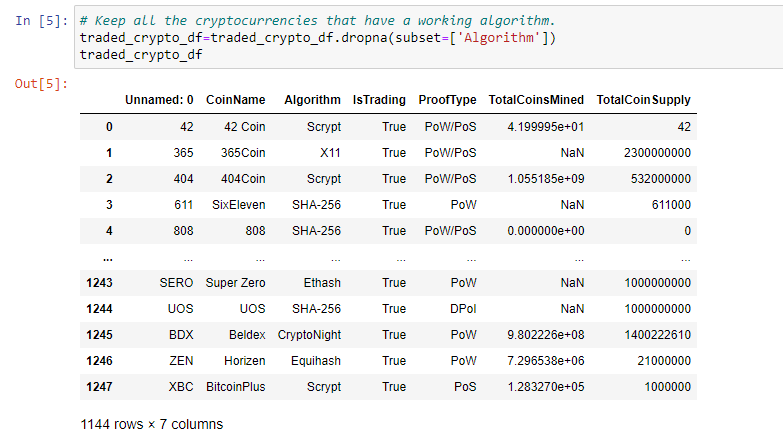 In [5]: # Keep all the cryptocurrencies that have a working algorithm.
traded_crypto_df=traded_crypto_df.dropna(subset=['Algorithm'])
traded_crypto_df
Out[5]:
Unnamed: 0 CoinName Algorithm IsTrading ProofType TotalCoinsMined TotalCoinSupply
0 42 42 Coin Scrypt True PoW/PoS 4.199995e+01 42
1 365 365Coin X11 True PoW/PoS NaN 2300000000
2 404 404Coin Scrypt True PoW/PoS 1.055185e+09 532000000
3 611 SixEleven SHA-256 True PoW NaN 611000
4 808 808 SHA-256 True PoW/PoS 0.000000e+00 0
... ... ... ... ... ... ... ...
1243 SERO Super Zero Ethash True PoW NaN 1000000000
1244 UOS UOS SHA-256 True DPoI NaN 1000000000
1245 BDX Beldex CryptoNight True PoW 9.802226e+08 1400222610
1246 ZEN Horizen Equihash True PoW 7.296538e+06 21000000
1247 XBC BitcoinPlus Scrypt True PoS 1.283270e+05 1000000
1144 rows × 7 columns